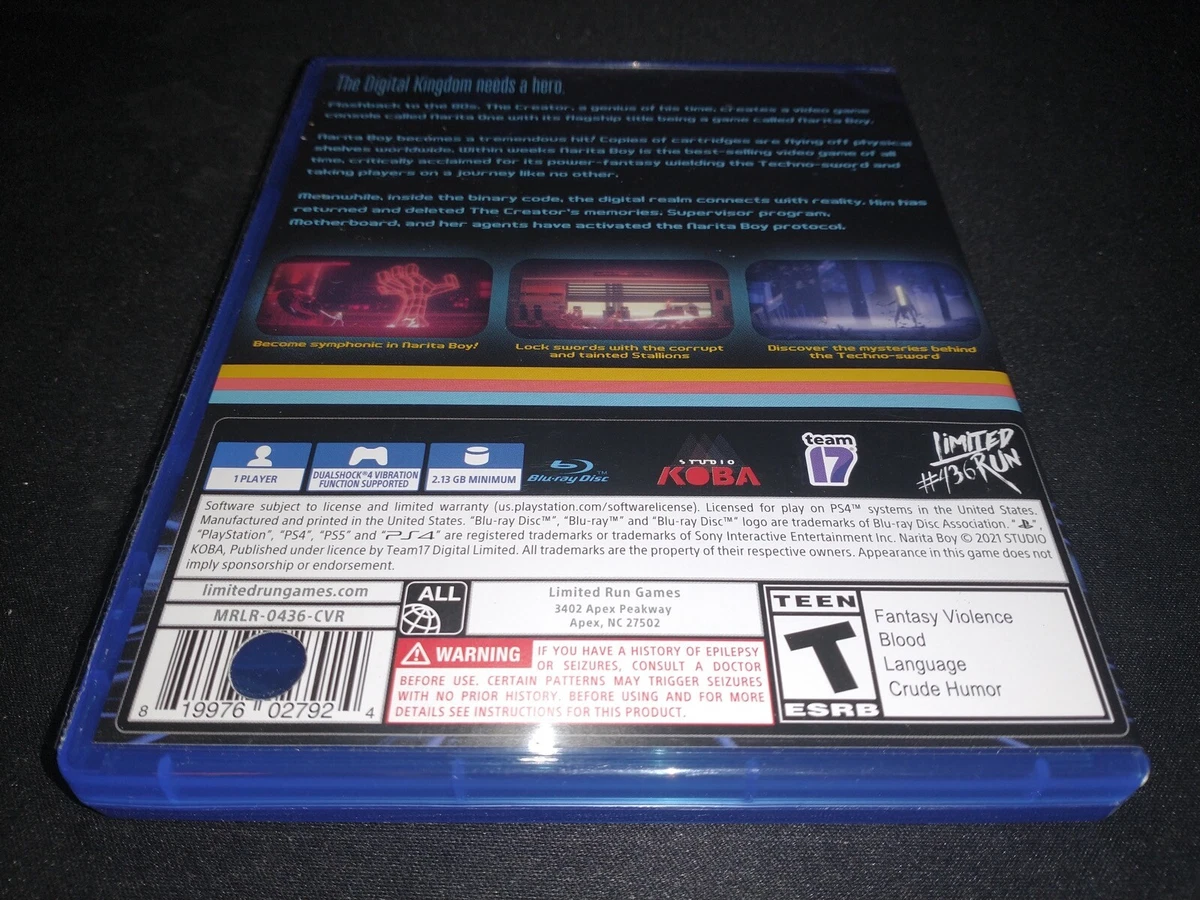 The Digital Kingdom needs a hero.
Flashback to the 80s. The Creator, a genius of his time, creates a video game
console called Narita One with its flagship title being a game called Narita Boy.
Narita Boy becomes a tremendous hit! Copies of cartridges are flying off physical
shelves worldwide. Within weeks Narita Boy is the best-selling video game of all
time, critically acclaimed for its power-fantasy wielding the Techno-sword and
taking players on a journey like no other.
Meanwhile, inside the binary code, the digital realm connects with reality. Him has
returned and deleted The Creator's memories. Supervisor program,
Motherboard, and her agents have activated the Narita Boy protocol.
Become symphonic in Narita Boy!
Lock swords with the corrupt
and tainted Stallions
Discover the mysteries behind
the Techno-sword
1 PLAYER
DUALSHOCK®4 VIBRATION
FUNCTION SUPPORTED
2.13 GB MINIMUM
Blu-ray Disc™
STUDIO
KOBA
team
17
LIMITED
RUN
#436
Software subject to license and limited warranty (us.playstation.com/softwarelicense). Licensed for play on PS4™ systems in the United States.
Manufactured and printed in the United States. "Blu-ray Disc™", "Blu-ray™" and "Blu-ray Disc™" logo are trademarks of Blu-ray Disc Association. "PS",
"PlayStation", "PS4", "PS5" and "PS4" are registered trademarks or trademarks of Sony Interactive Entertainment Inc. Narita Boy © 2021 STUDIO
KOBA, Published under licence by Team17 Digital Limited. All trademarks are the property of their respective owners. Appearance in this game does not
imply sponsorship or endorsement.
limitedrungames.com
MRLR-0436-CVR
8 19976 02792 4
ALL
Limited Run Games
3402 Apex Peakway
Apex, NC 27502
WARNING IF YOU HAVE A HISTORY OF EPILEPSY
OR SEIZURES, CONSULT A DOCTOR
BEFORE USE. CERTAIN PATTERNS MAY TRIGGER SEIZURES
WITH NO PRIOR HISTORY. BEFORE USING AND FOR MORE
DETAILS SEE INSTRUCTIONS FOR THIS PRODUCT.
TEEN
T
ESRB
Fantasy Violence
Blood
Language
Crude Humor